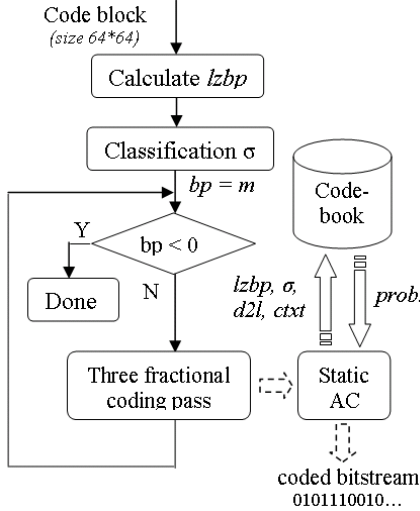 Code block
(size 64*64)
Calculate lzbp
Classification σ
bp = m
Code-
book
Y
bp < 0
Done
N
lzbp, σ,
d2l, ctxt
prob.
Three fractional
coding pass
Static
AC
coded bitstream
0101110010…